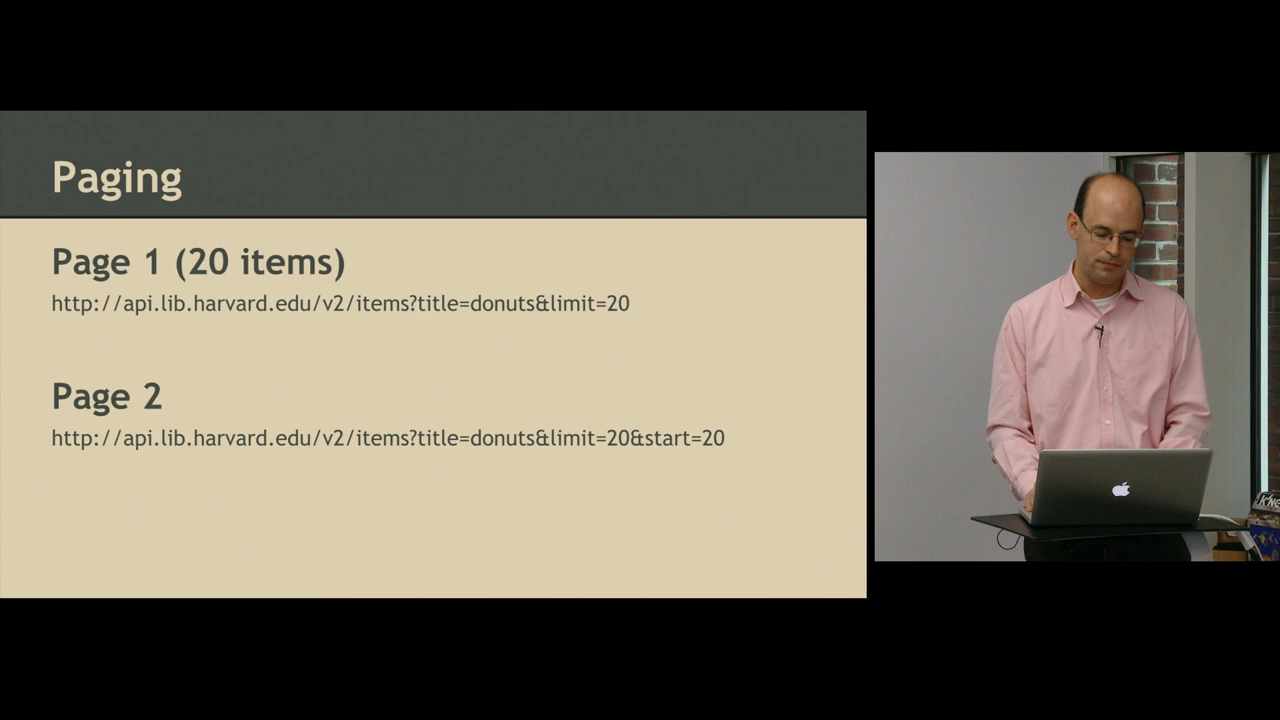 Paging
Page 1 (20 items)
http://api.lib.harvard.edu/v2/items?title=donuts&limit=20
Page 2
http://api.lib.harvard.edu/v2/items?title=donuts&limit=20&start=20